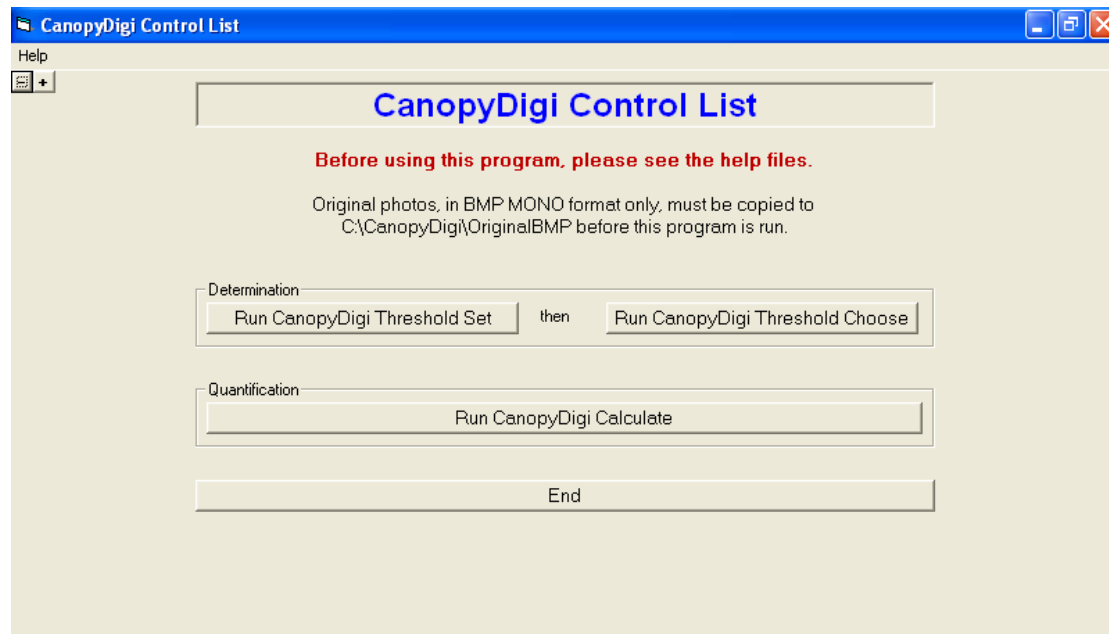 CanopyDigi Control List
Help
+
CanopyDigi Control List
Before using this program, please see the help files.
Original photos, in BMP MONO format only, must be copied to
C:\CanopyDigi\OriginalBMP before this program is run.
Determination
Run CanopyDigi Threshold Set then Run CanopyDigi Threshold Choose
Quantification
Run CanopyDigi Calculate
End